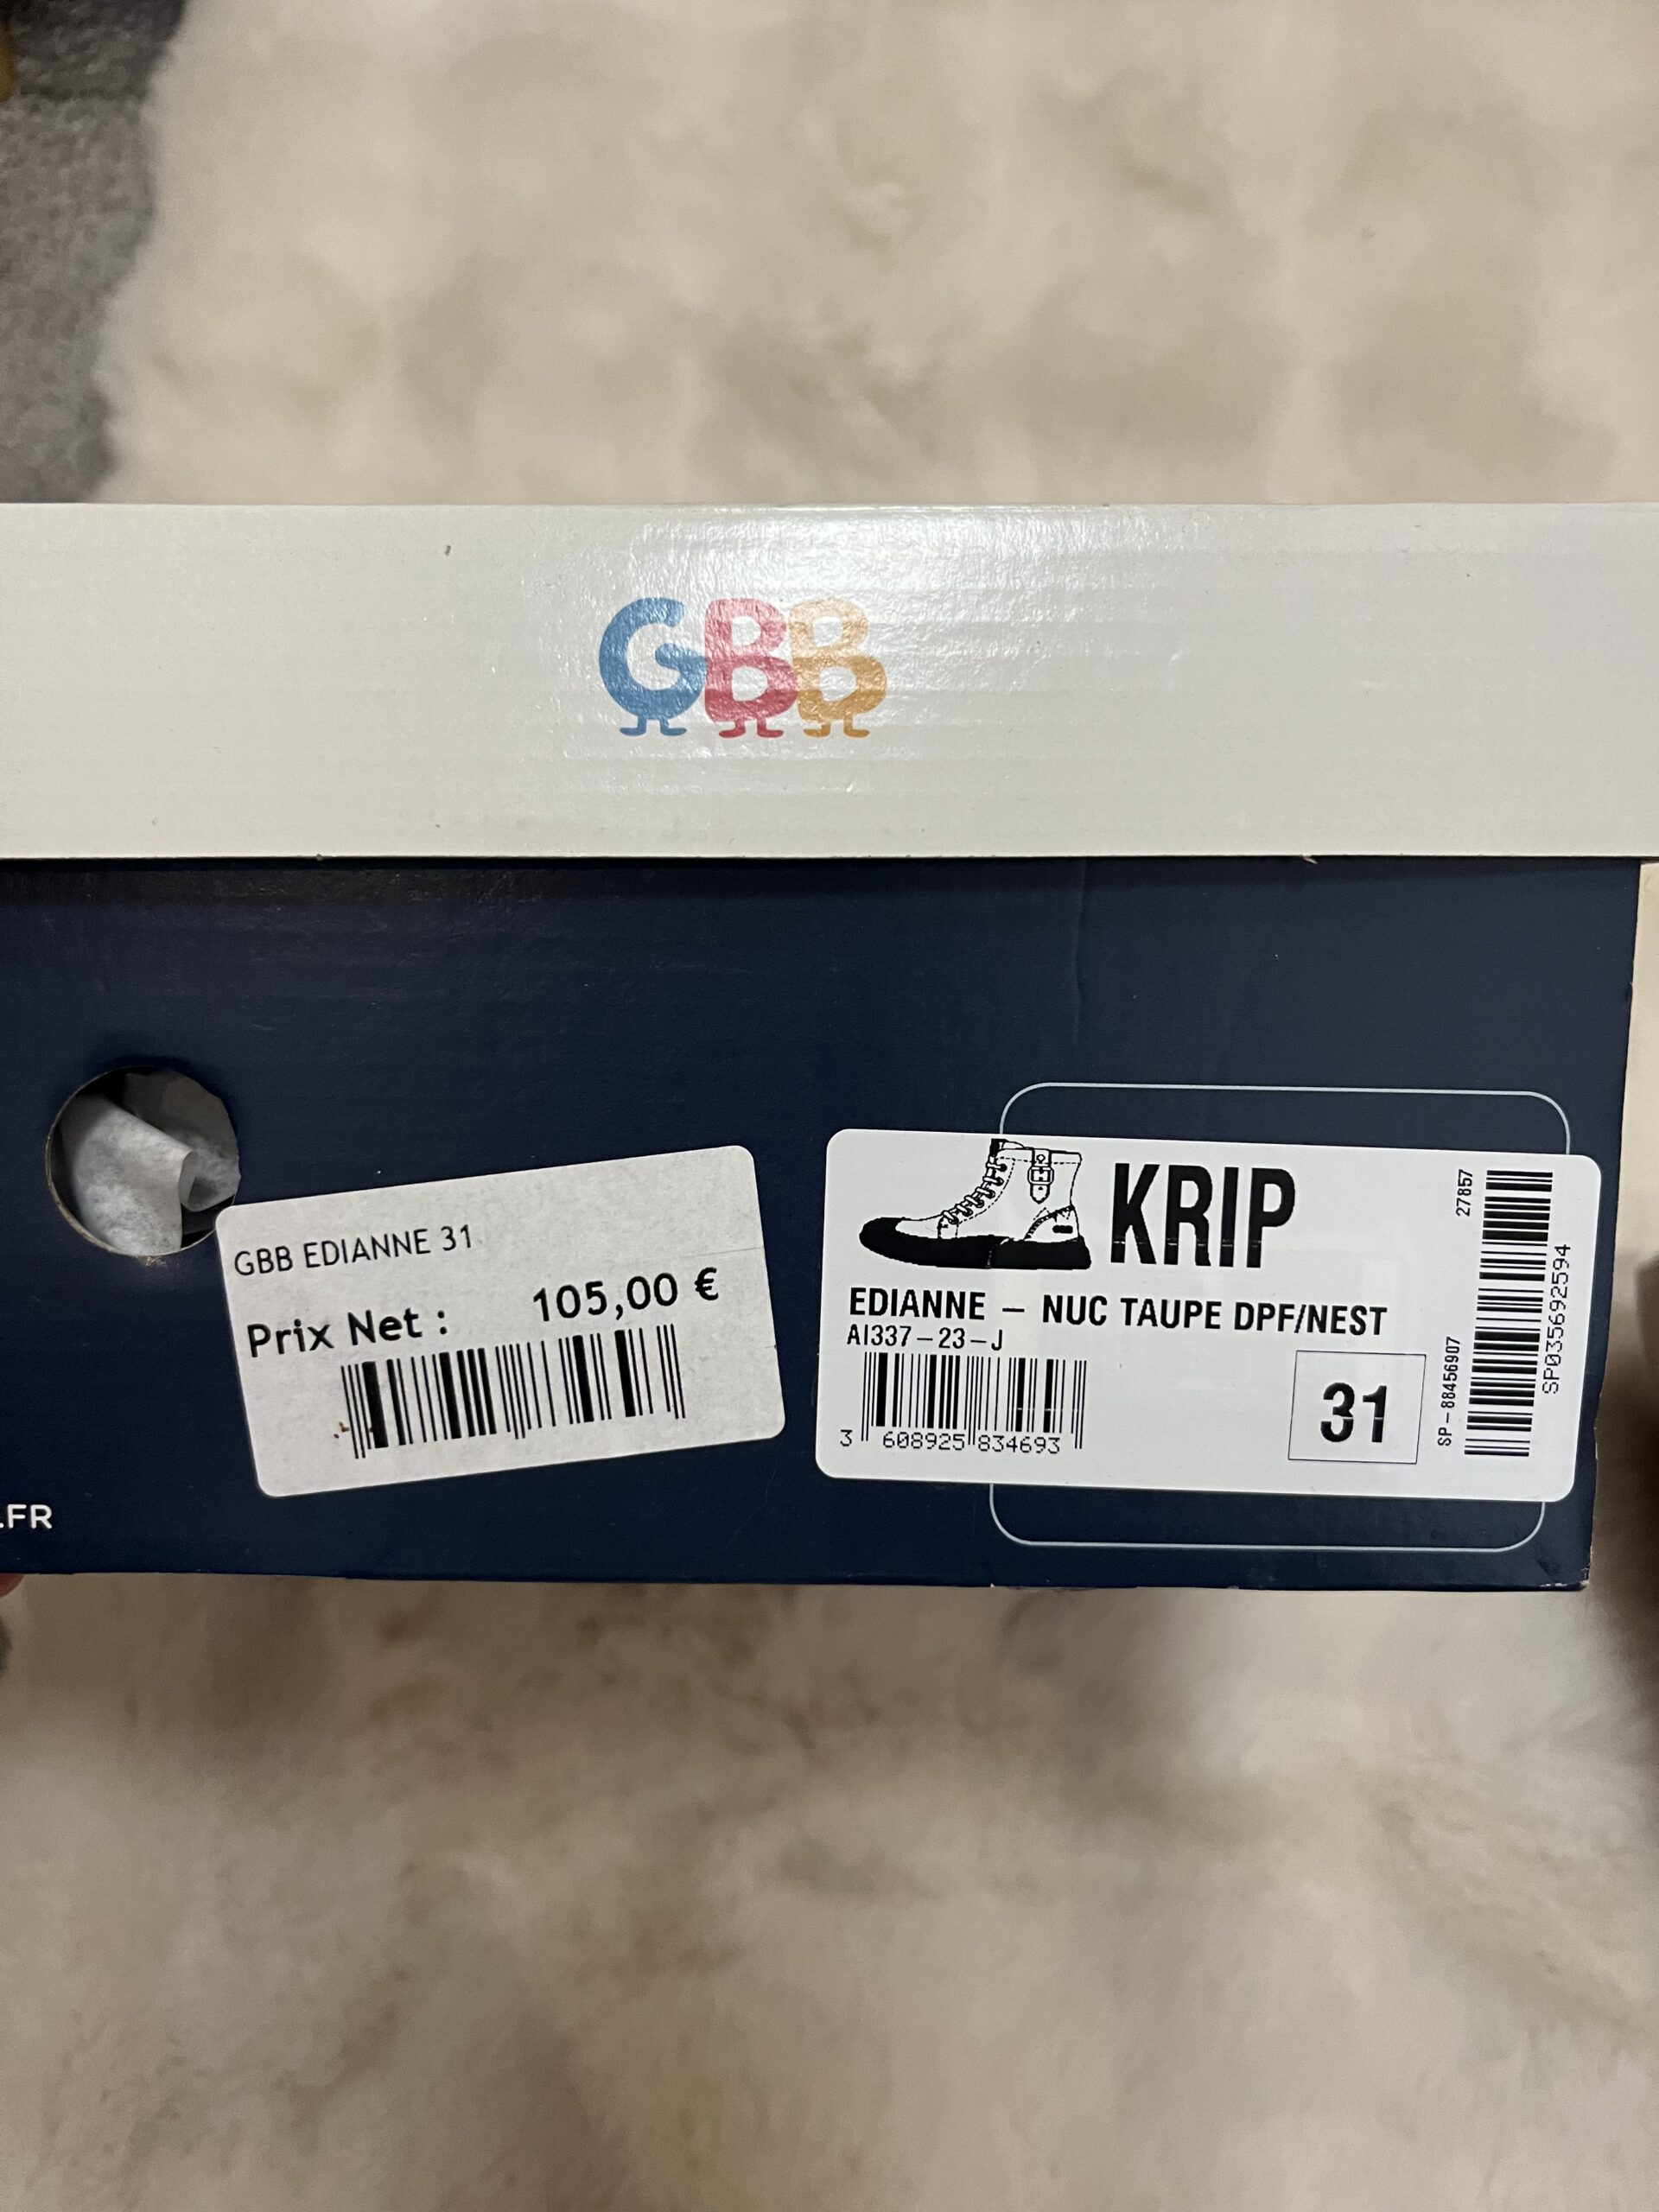 GBB
GBB EDIANNE 31
Prix Net : 105,00 €
KRIP
EDIANNE – NUC TAUPE DPF/NEST
AI337-23-J
3 608925 834693
31
27857
SP-88456907
SP035692594
.FR